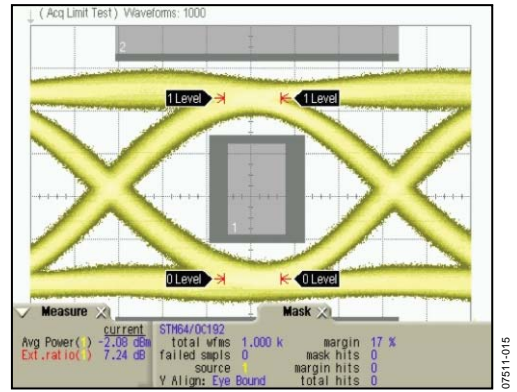 ( Acq Limit Test) Waveforms: 1000
2
1 Level 1 Level
1
0 Level 0 Level
Measure Mask
current STM64/OC192
Avg Power(1) -2.08 dBm total wfms 1.000 k margin 17 %
Ext.ratio(1) 7.24 dB failed smpls 0 mask hits 0
source 1 margin hits 0
Y Align: Eye Bound total hits 0
07511-015